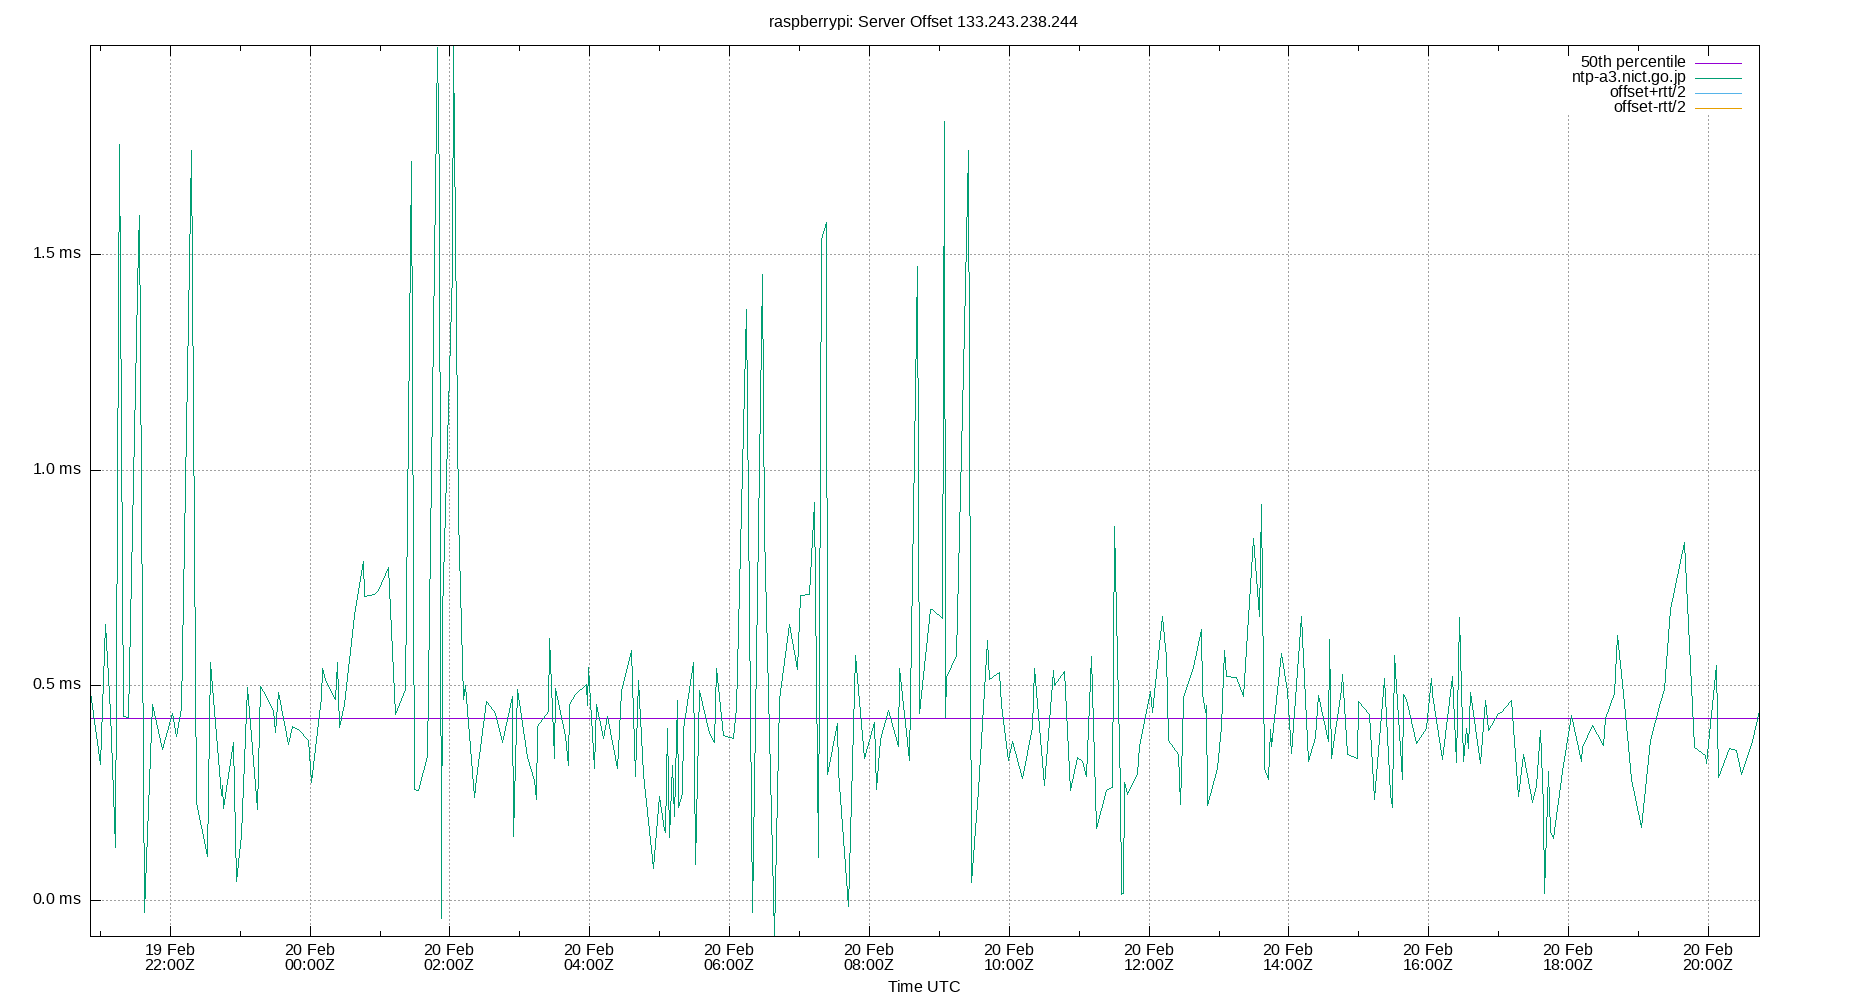 raspberrypi: Server Offset 133.243.238.244
50th percentile
ntp-a3.nict.go.jp
offset+rtt/2
offset-rtt/2
1.5 ms
1.0 ms
0.5 ms
0.0 ms
19 Feb 20 Feb 20 Feb 20 Feb 20 Feb 20 Feb 20 Feb 20 Feb 20 Feb 20 Feb 20 Feb 20 Feb
22:00Z 00:00Z 02:00Z 04:00Z 06:00Z 08:00Z 10:00Z 12:00Z 14:00Z 16:00Z 18:00Z 20:00Z
Time UTC